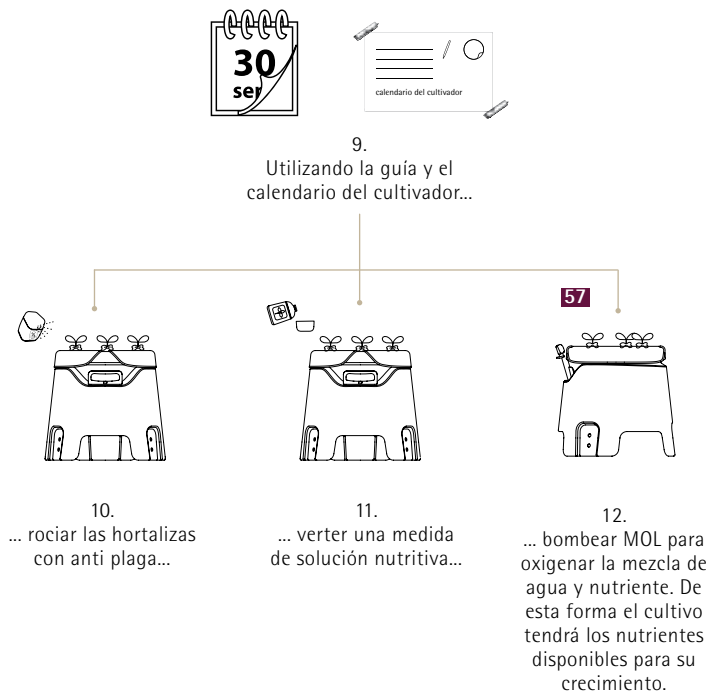 30
sep
calendario del cultivador
9.
Utilizando la guía y el
calendario del cultivador...
57
10.
... rociar las hortalizas
con anti plaga...
11.
... verter una medida
de solución nutritiva...
12.
... bombear MOL para
oxigenar la mezcla de
agua y nutriente. De
esta forma el cultivo
tendrá los nutrientes
disponibles para su
crecimiento.